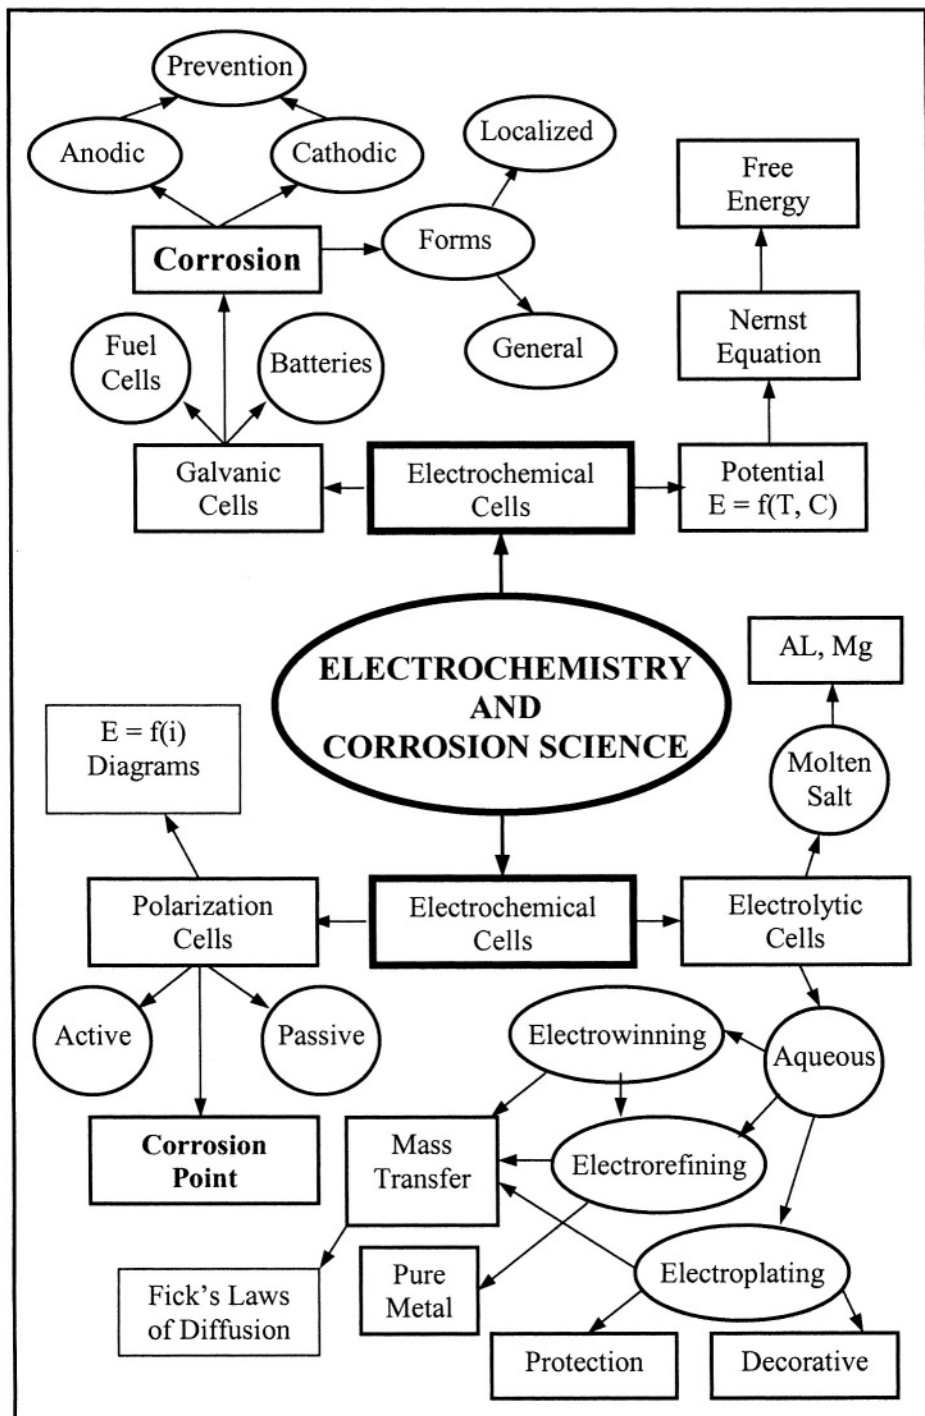 Prevention
Anodic
Cathodic
Localized
Corrosion
Forms
General
Free
Energy
Nernst
Equation
Fuel
Cells
Batteries
Galvanic
Cells
Electrochemical
Cells
Potential
E = f(T, C)
ELECTROCHEMISTRY
AND
CORROSION SCIENCE
AL, Mg
Molten
Salt
E = f(i)
Diagrams
Polarization
Cells
Electrochemical
Cells
Electrolytic
Cells
Active
Passive
Electrowinning
Aqueous
Corrosion
Point
Mass
Transfer
Electrorefining
Fick's Laws
of Diffusion
Pure
Metal
Electroplating
Protection
Decorative